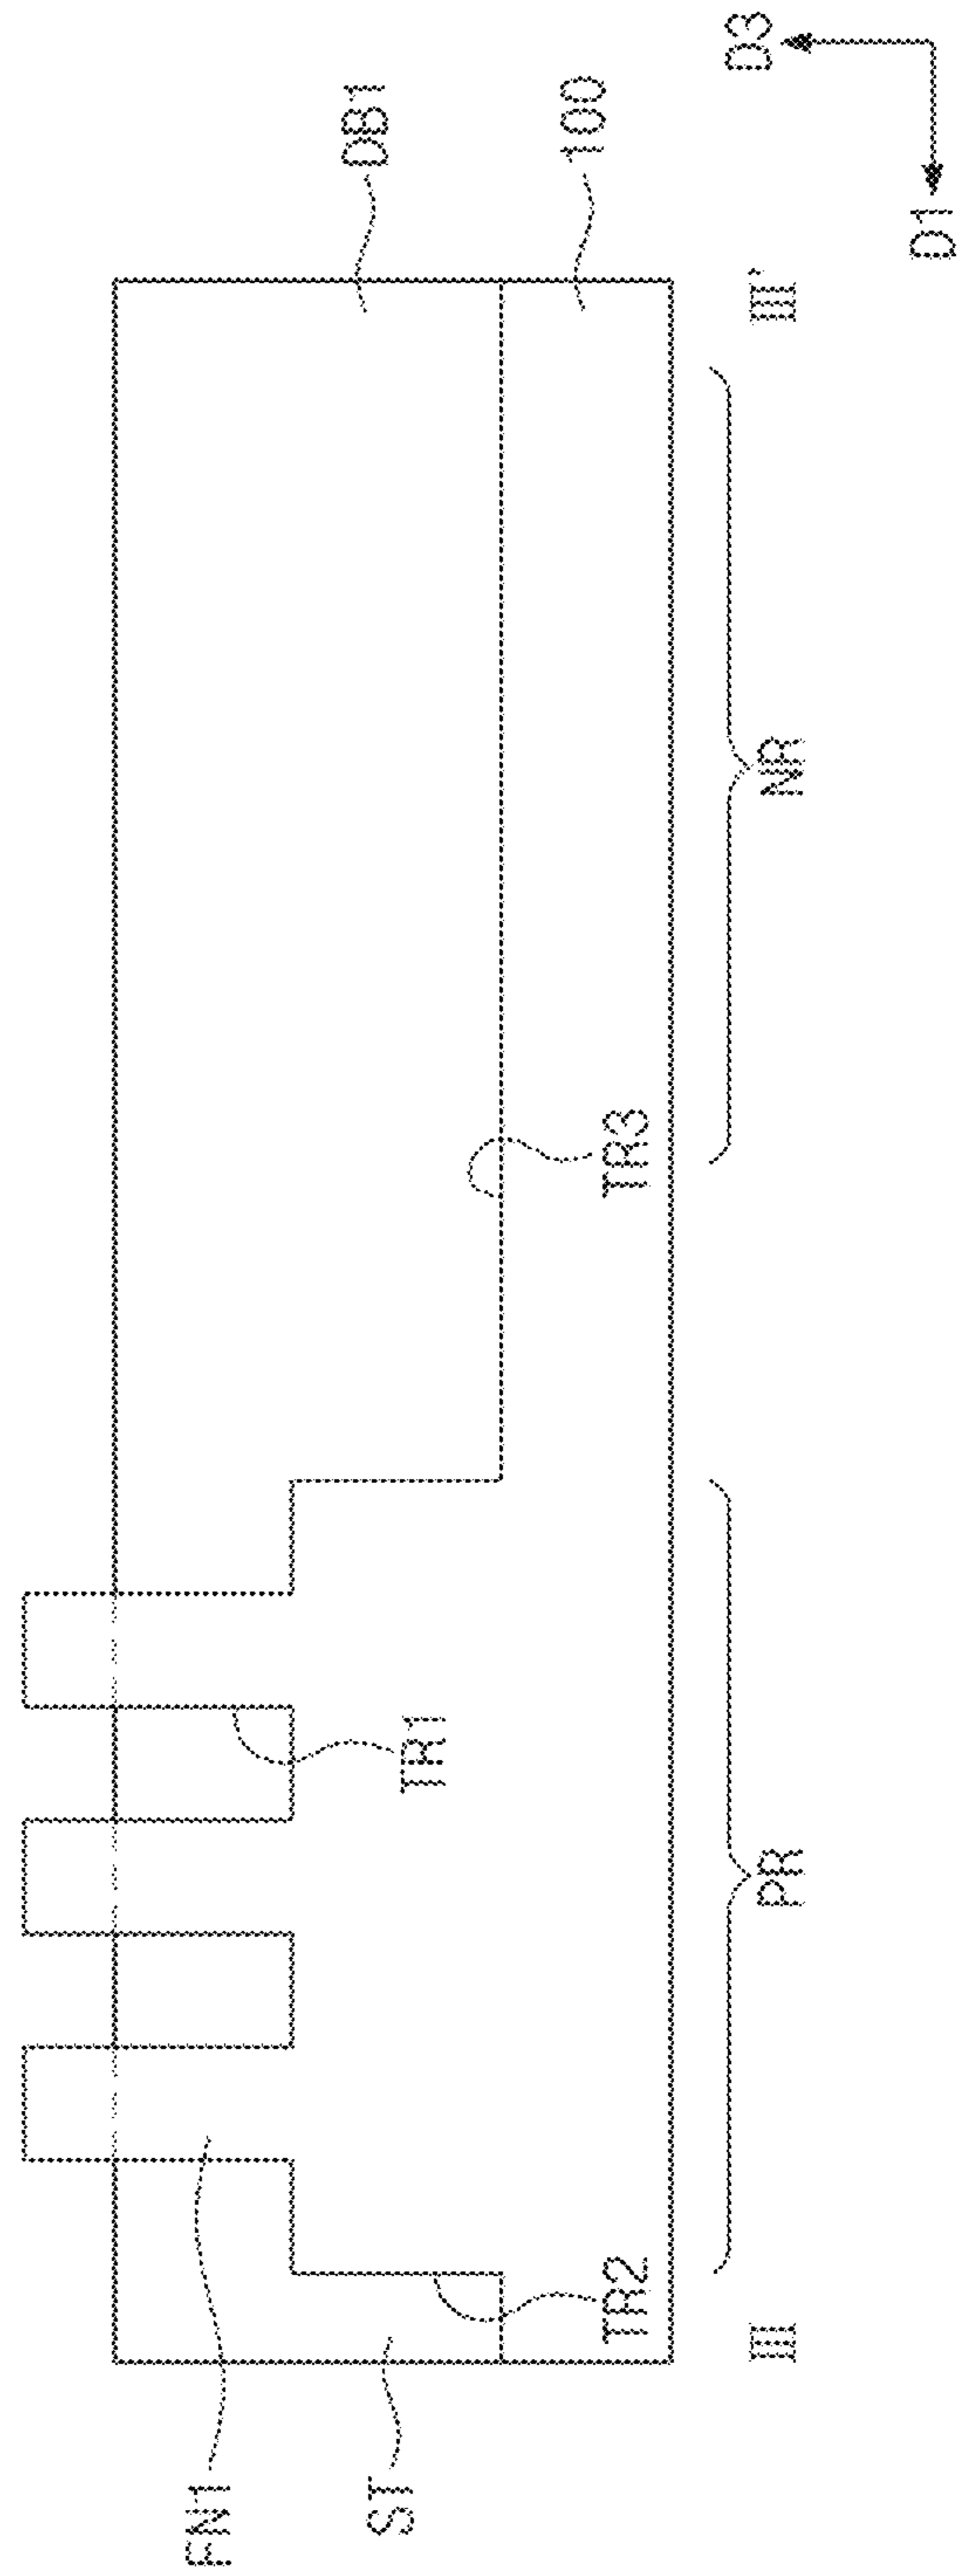 FN1
ST
DB1
100
TR1
TR2
TR3
III
III'
PR
NR
D3
D1